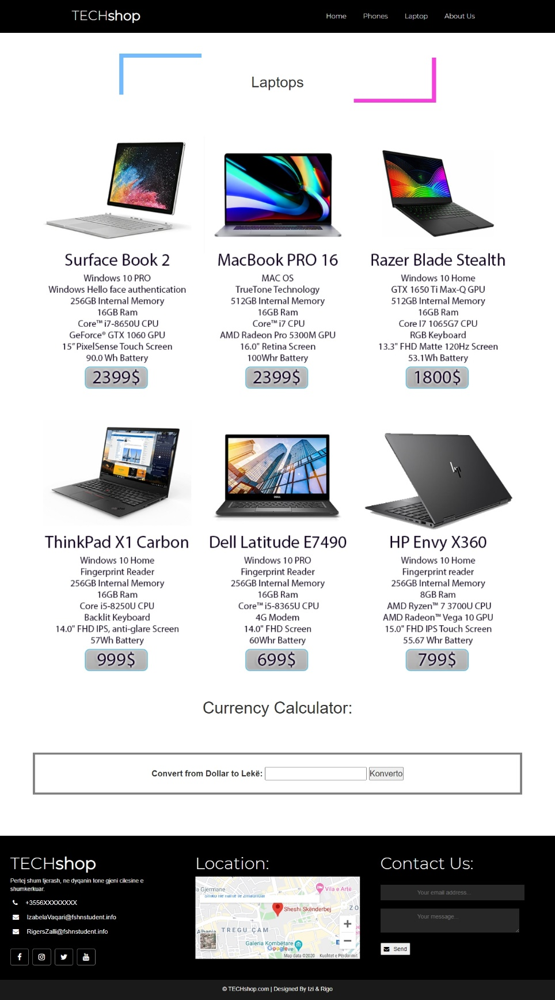 TECHshop
Home Phones Laptop About Us
Laptops
Surface Book 2
Windows 10 PRO
Windows Hello face authentication
256GB Internal Memory
16GB Ram
Core™ i7-8650U CPU
GeForce® GTX 1060 GPU
15” PixelSense Touch Screen
90.0 Wh Battery
2399$
MacBook PRO 16
MAC OS
TrueTone Technology
512GB Internal Memory
16GB Ram
Core™ i7 CPU
AMD Radeon Pro 5300M GPU
16.0" Retina Screen
100Whr Battery
2399$
Razer Blade Stealth
Windows 10 Home
GTX 1650 Ti Max-Q GPU
512GB Internal Memory
16GB Ram
Core I7 1065G7 CPU
RGB Keyboard
13.3" FHD Matte 120Hz Screen
53.1Wh Battery
1800$
ThinkPad X1 Carbon
Windows 10 Home
Fingerprint Reader
256GB Internal Memory
16GB Ram
Core i5-8250U CPU
Backlit Keyboard
14.0" FHD IPS, anti-glare Screen
57Wh Battery
999$
DELL
Dell Latitude E7490
Windows 10 PRO
Fingerprint Reader
256GB Internal Memory
16GB Ram
Core™ i5-8365U CPU
4G Modem
14.0" FHD Screen
60Whr Battery
699$
hp
HP Envy X360
Windows 10 Home
Fingerprint reader
256GB Internal Memory
8GB Ram
AMD Ryzen™ 7 3700U CPU
AMD Radeon™ Vega 10 GPU
15.0" FHD IPS Touch Screen
55.67 Whr Battery
799$
Currency Calculator:
Convert from Dollar to Lekë: Konverto
TECHshop
Pertej shum tjerash, ne dyqanin tone gjeni cilesine e
shumkerkuar.
+3556XXXXXXXX
IzabelaVaqari@fshnstudent.info
RigersZalli@fshnstudent.info
You Tube
Location:
a Gjermane
Vila e Artë
Shiko në hartë të zmadhuar
Sheshi Skënderbej
ZO
Albania
TREGU ÇAM
Galeria Kombëtare
Google
ve
Map data ©2020 Kushtet e Përdorimit
Contact Us:
Your email address...
Your message...
Send
© TECHshop.com | Designed By Izi & Rigo